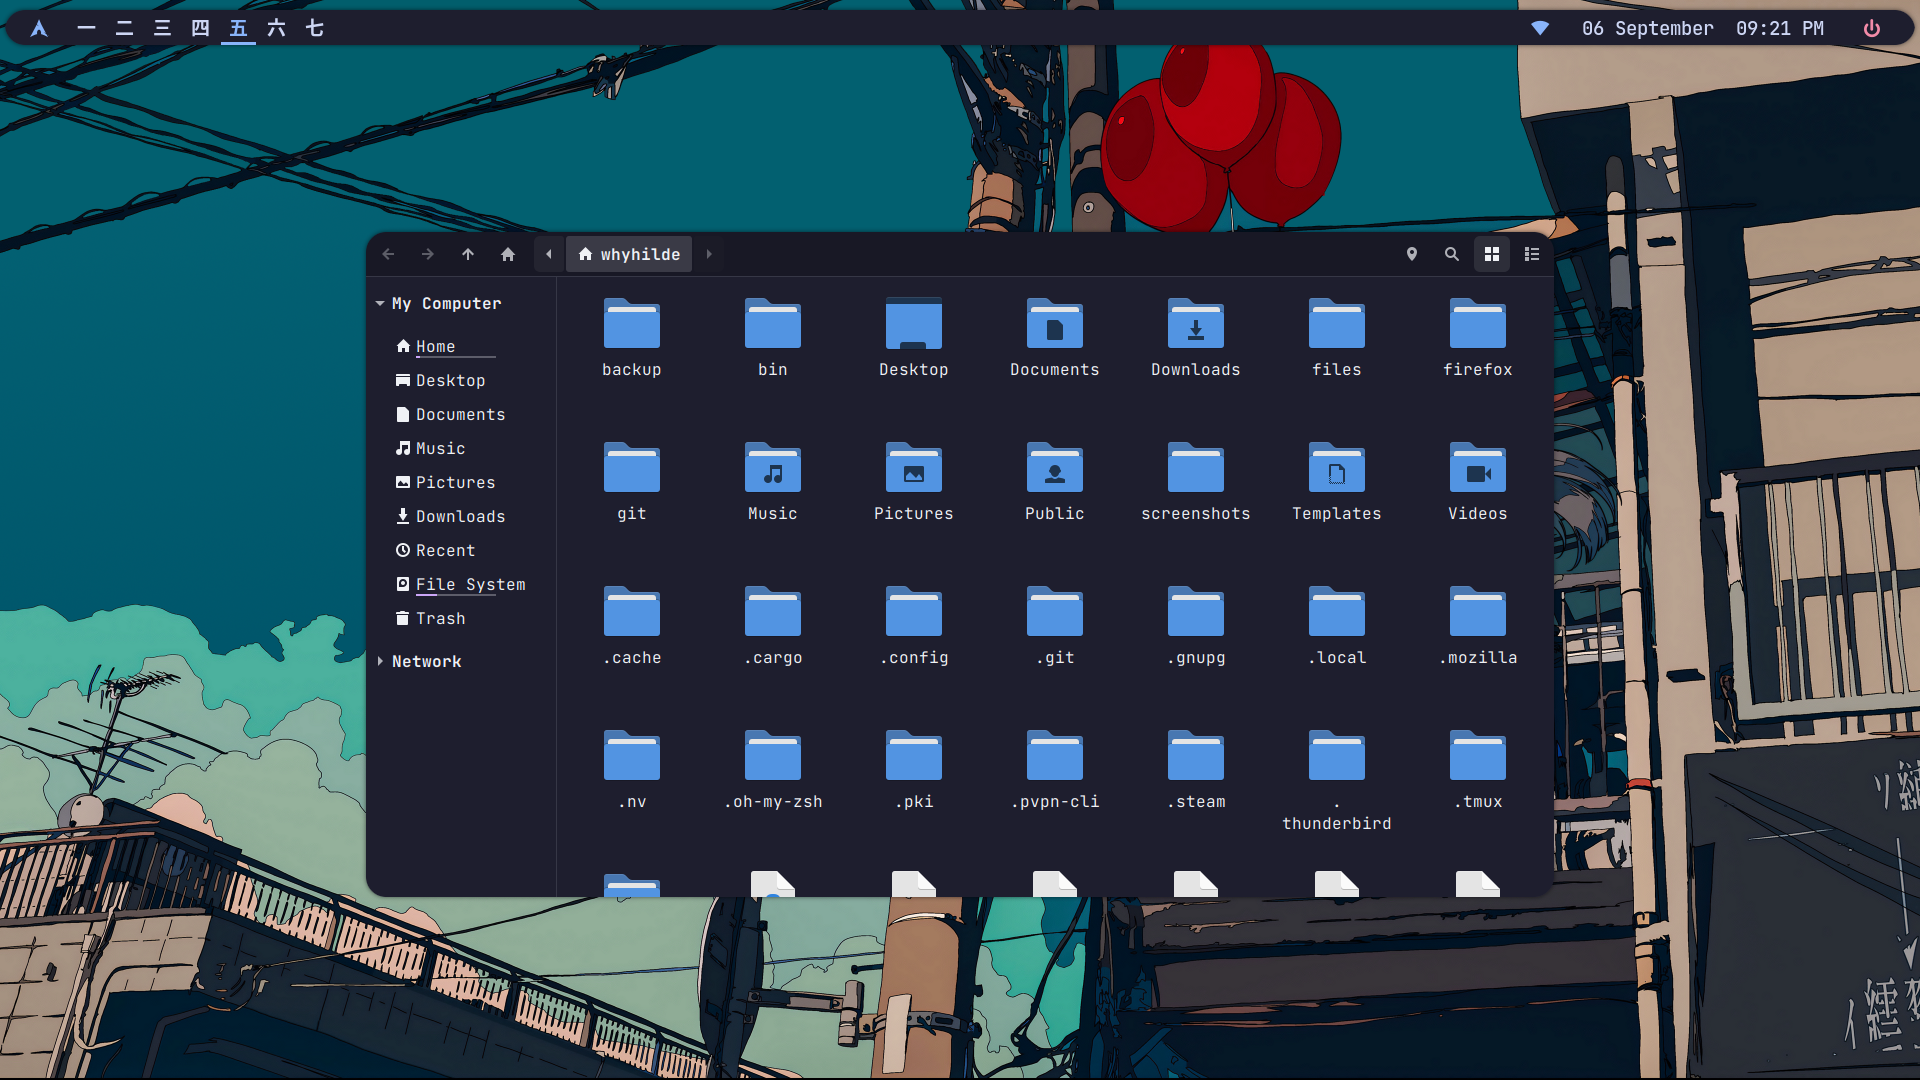 一 二 三 四 五 六 七
06 September 09:21 PM
whyhilde
My Computer
Home
Desktop
Documents
Music
Pictures
Downloads
Recent
File System
Trash
Network
backup bin Desktop Documents Downloads files firefox
git Music Pictures Public screenshots Templates Videos
.cache .cargo .config .git .gnupg .local .mozilla
.nv .oh-my-zsh .pki .pvpn-cli .steam . .tmux
thunderbird